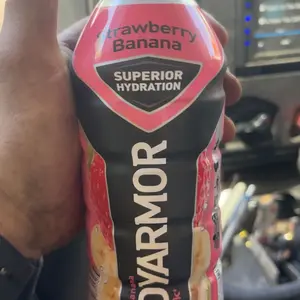 Strawberry
Banana
SUPERIOR
HYDRATION
DYARMOR